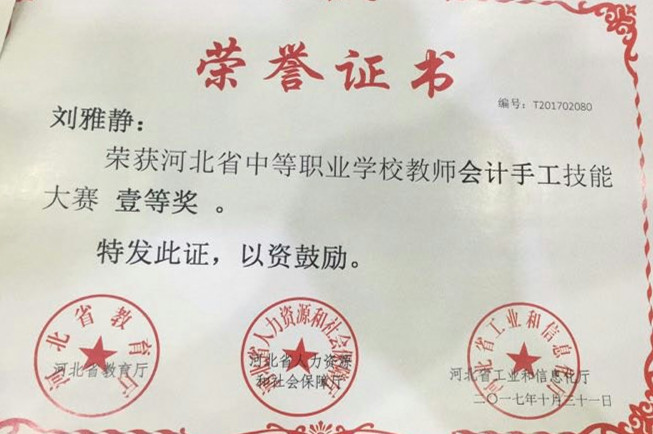 荣誉证书
编号：T201702080
刘雅静：
荣获河北省中等职业学校教师会计手工技能
大赛 壹等奖 。
特发此证，以资鼓励。
河北省教育厅
河北省教育厅
河北省人力资源和社会保障厅
河北省人力资源
和社会保障厅
河北省工业和信息化厅
河北省工业和信息化厅
二〇一七年十月三十一日